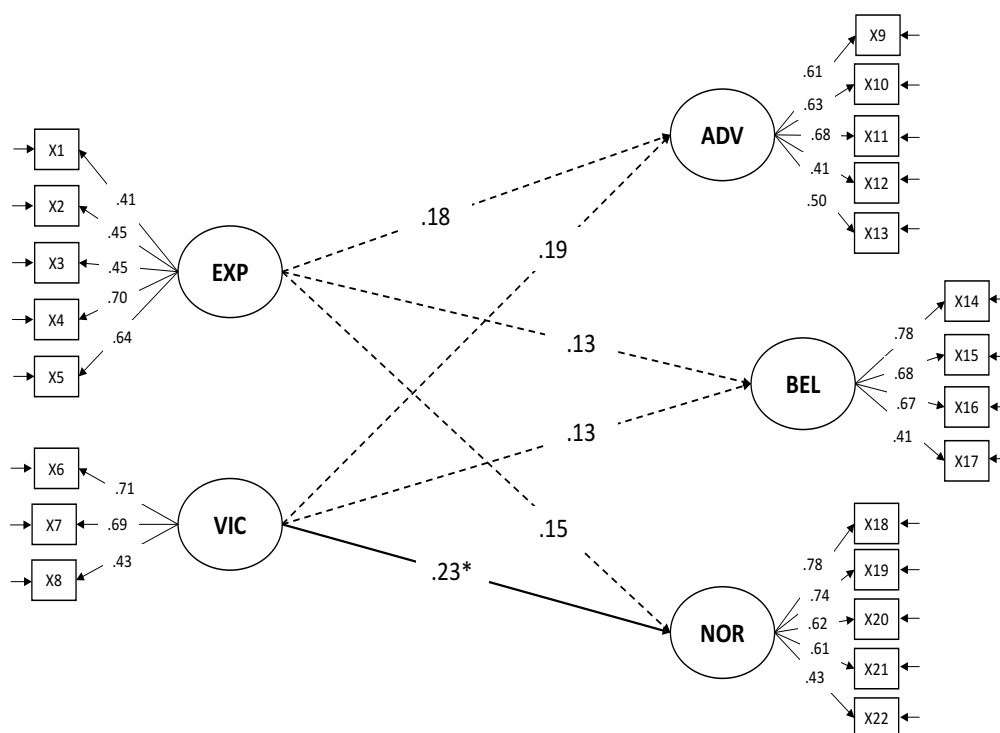 X1
X2
X3
X4
X5
.41
.45
.45
.70
.64
EXP
X6
X7
X8
.71
.69
.43
VIC
.18
.19
.13
.13
.15
.23*
ADV
.61
.63
.68
.41
.50
X9
X10
X11
X12
X13
BEL
.78
.68
.67
.41
X14
X15
X16
X17
NOR
.78
.74
.62
.61
.43
X18
X19
X20
X21
X22